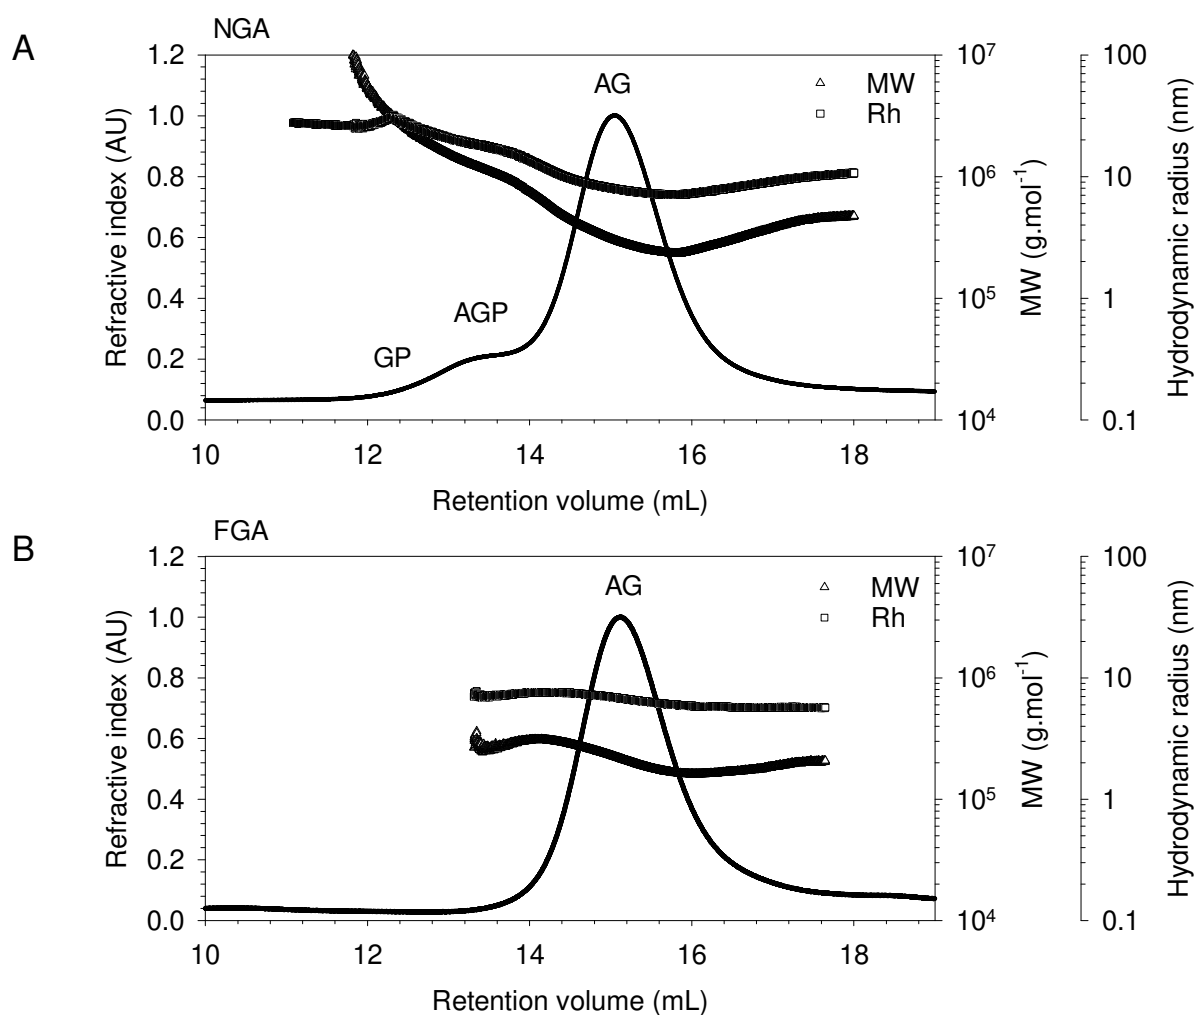 A
NGA
1.2
1.0
0.8
0.6
0.4
0.2
0.0
Refractive index (AU)
10
12
14
16
18
Retention volume (mL)
GP
AGP
AG
MW
Rh
10⁷
10⁶
10⁵
10⁴
MW (g.mol⁻¹)
100
10
1
0.1
Hydrodynamic radius (nm)
B
FGA
1.2
1.0
0.8
0.6
0.4
0.2
0.0
Refractive index (AU)
10
12
14
16
18
Retention volume (mL)
AG
MW
Rh
10⁷
10⁶
10⁵
10⁴
MW (g.mol⁻¹)
100
10
1
0.1
Hydrodynamic radius (nm)